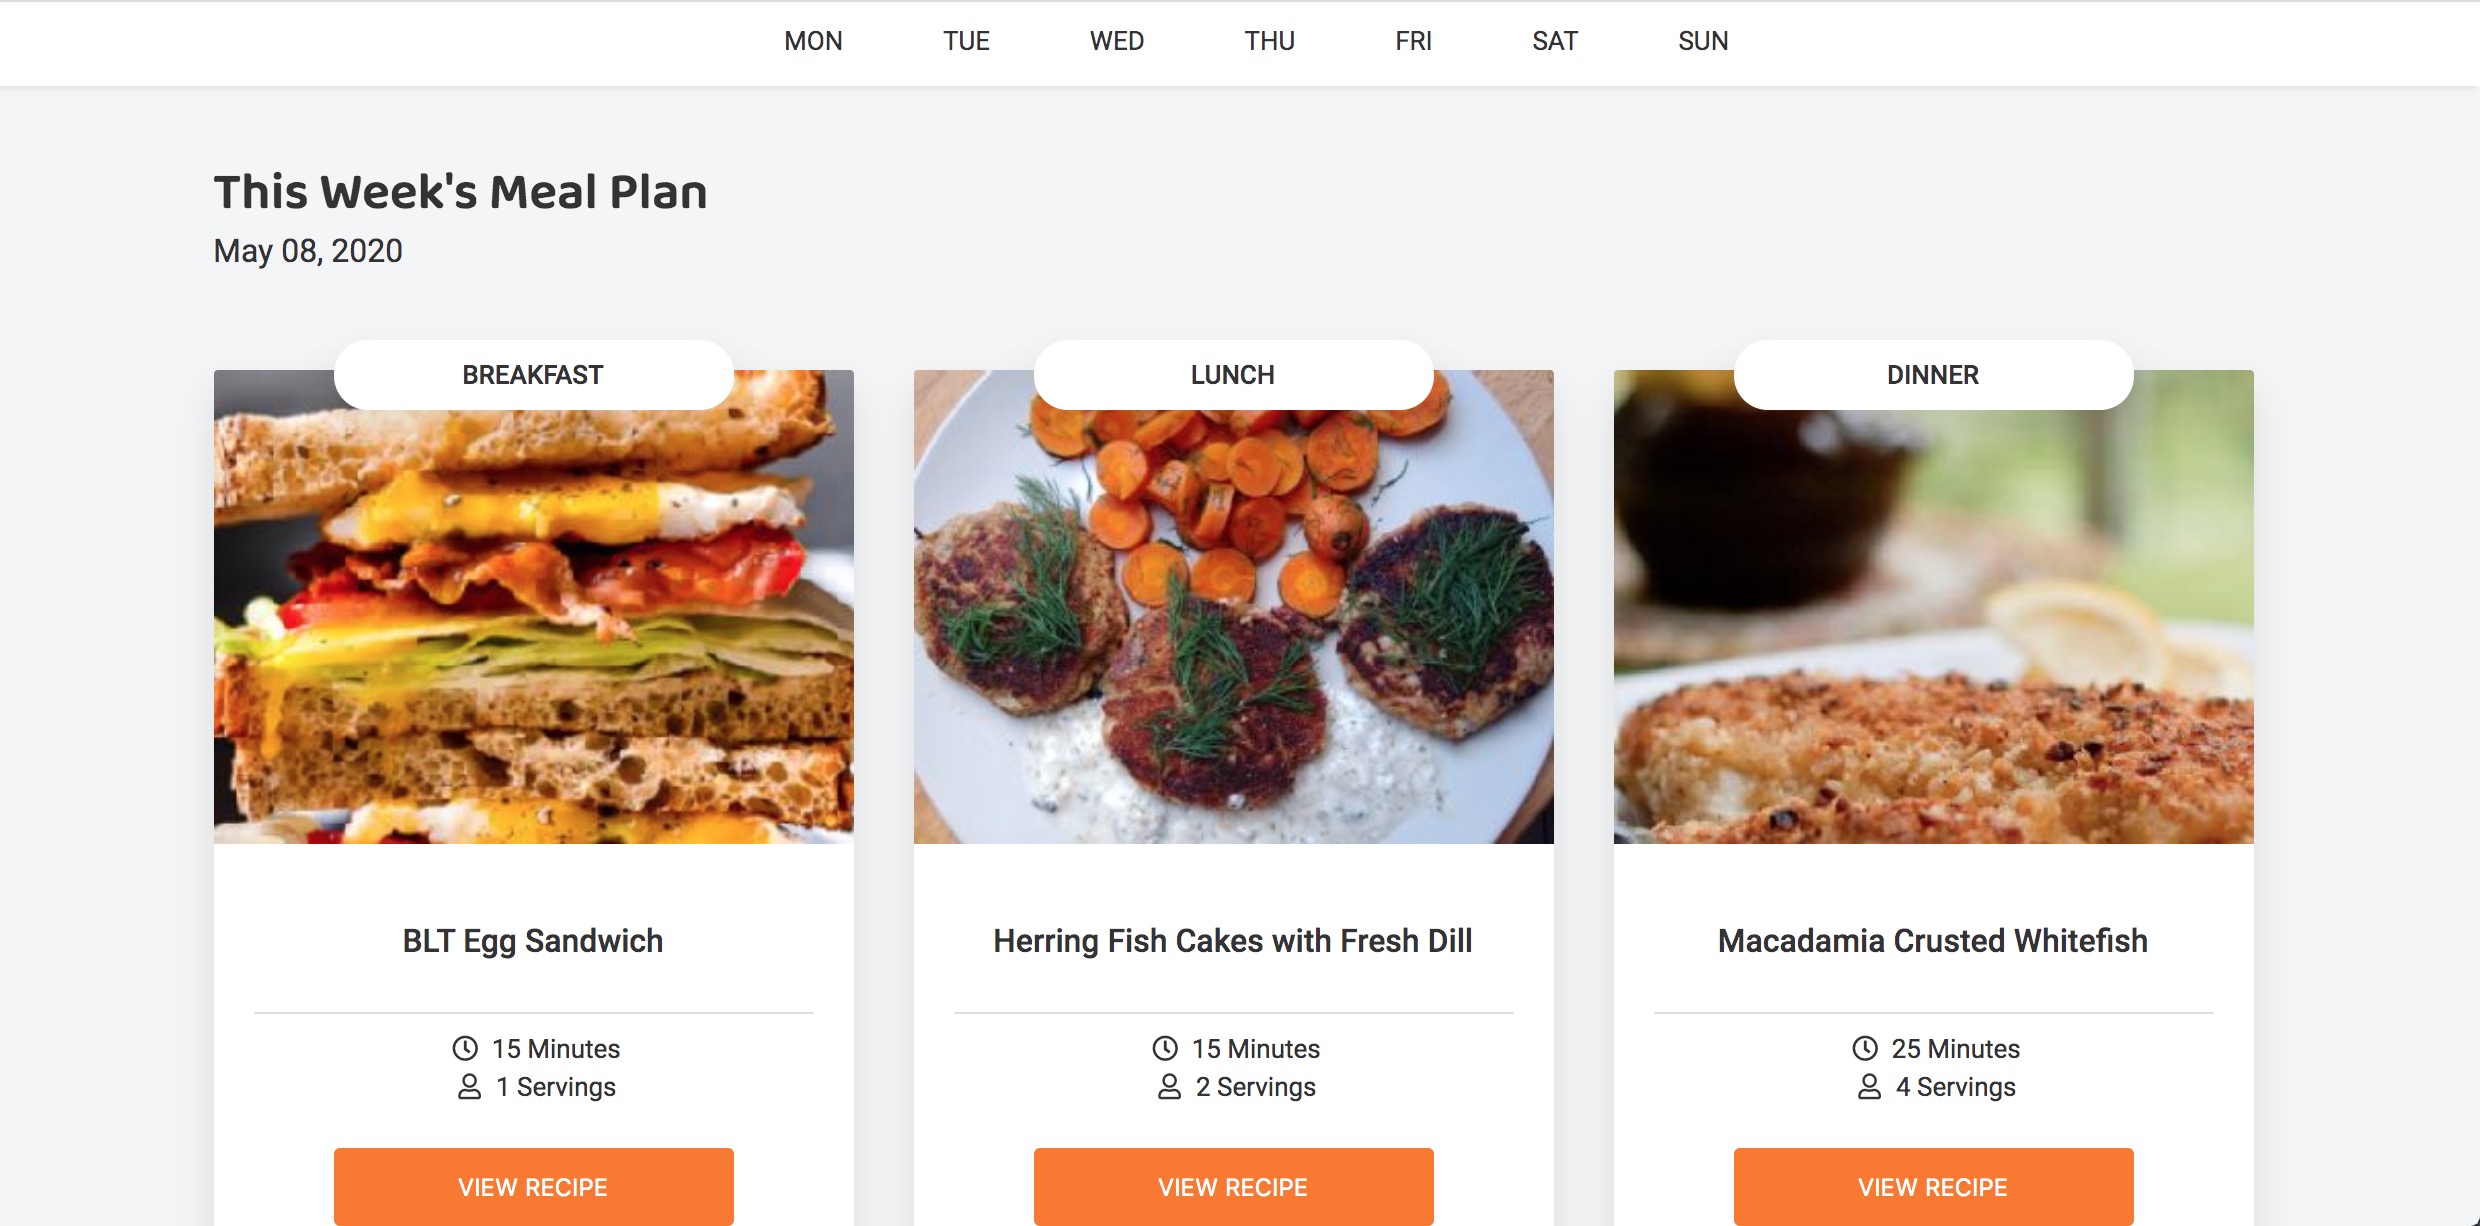 MON TUE WED THU FRI SAT SUN
This Week's Meal Plan
May 08, 2020
BREAKFAST
BLT Egg Sandwich
15 Minutes
1 Servings
VIEW RECIPE
LUNCH
Herring Fish Cakes with Fresh Dill
15 Minutes
2 Servings
VIEW RECIPE
DINNER
Macadamia Crusted Whitefish
25 Minutes
4 Servings
VIEW RECIPE